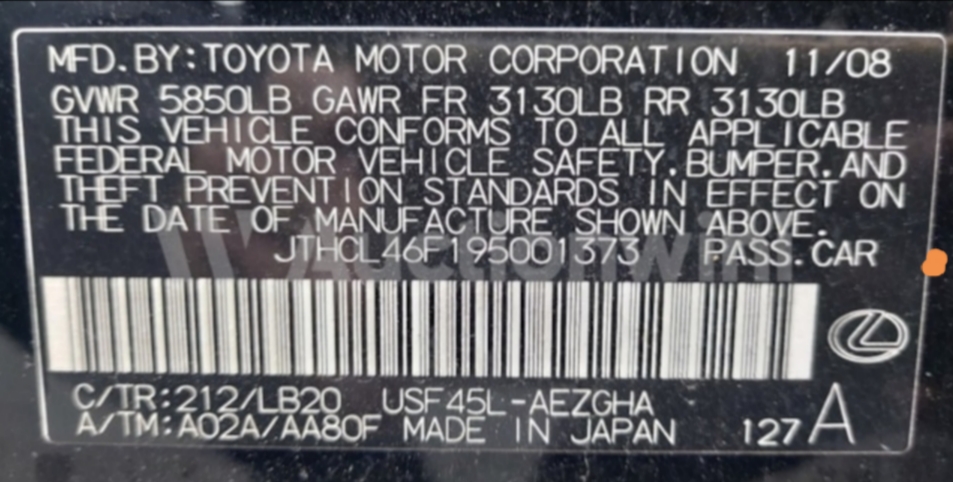 MFD.BY:TOYOTA MOTOR CORPORATION 11/08
GVWR 5850LB GAWR FR 3130LB RR 3130LB
THIS VEHICLE CONFORMS TO ALL APPLICABLE
FEDERAL MOTOR VEHICLE SAFETY.BUMPER.AND
THEFT PREVENTION STANDARDS IN EFFECT ON
THE DATE OF MANUFACTURE SHOWN ABOVE.
JTHCL46F195001373 PASS.CAR
C/TR:212/LB20 USF45L-AEZGHA
A/TM:A02A/AA80F MADE IN JAPAN 127 A